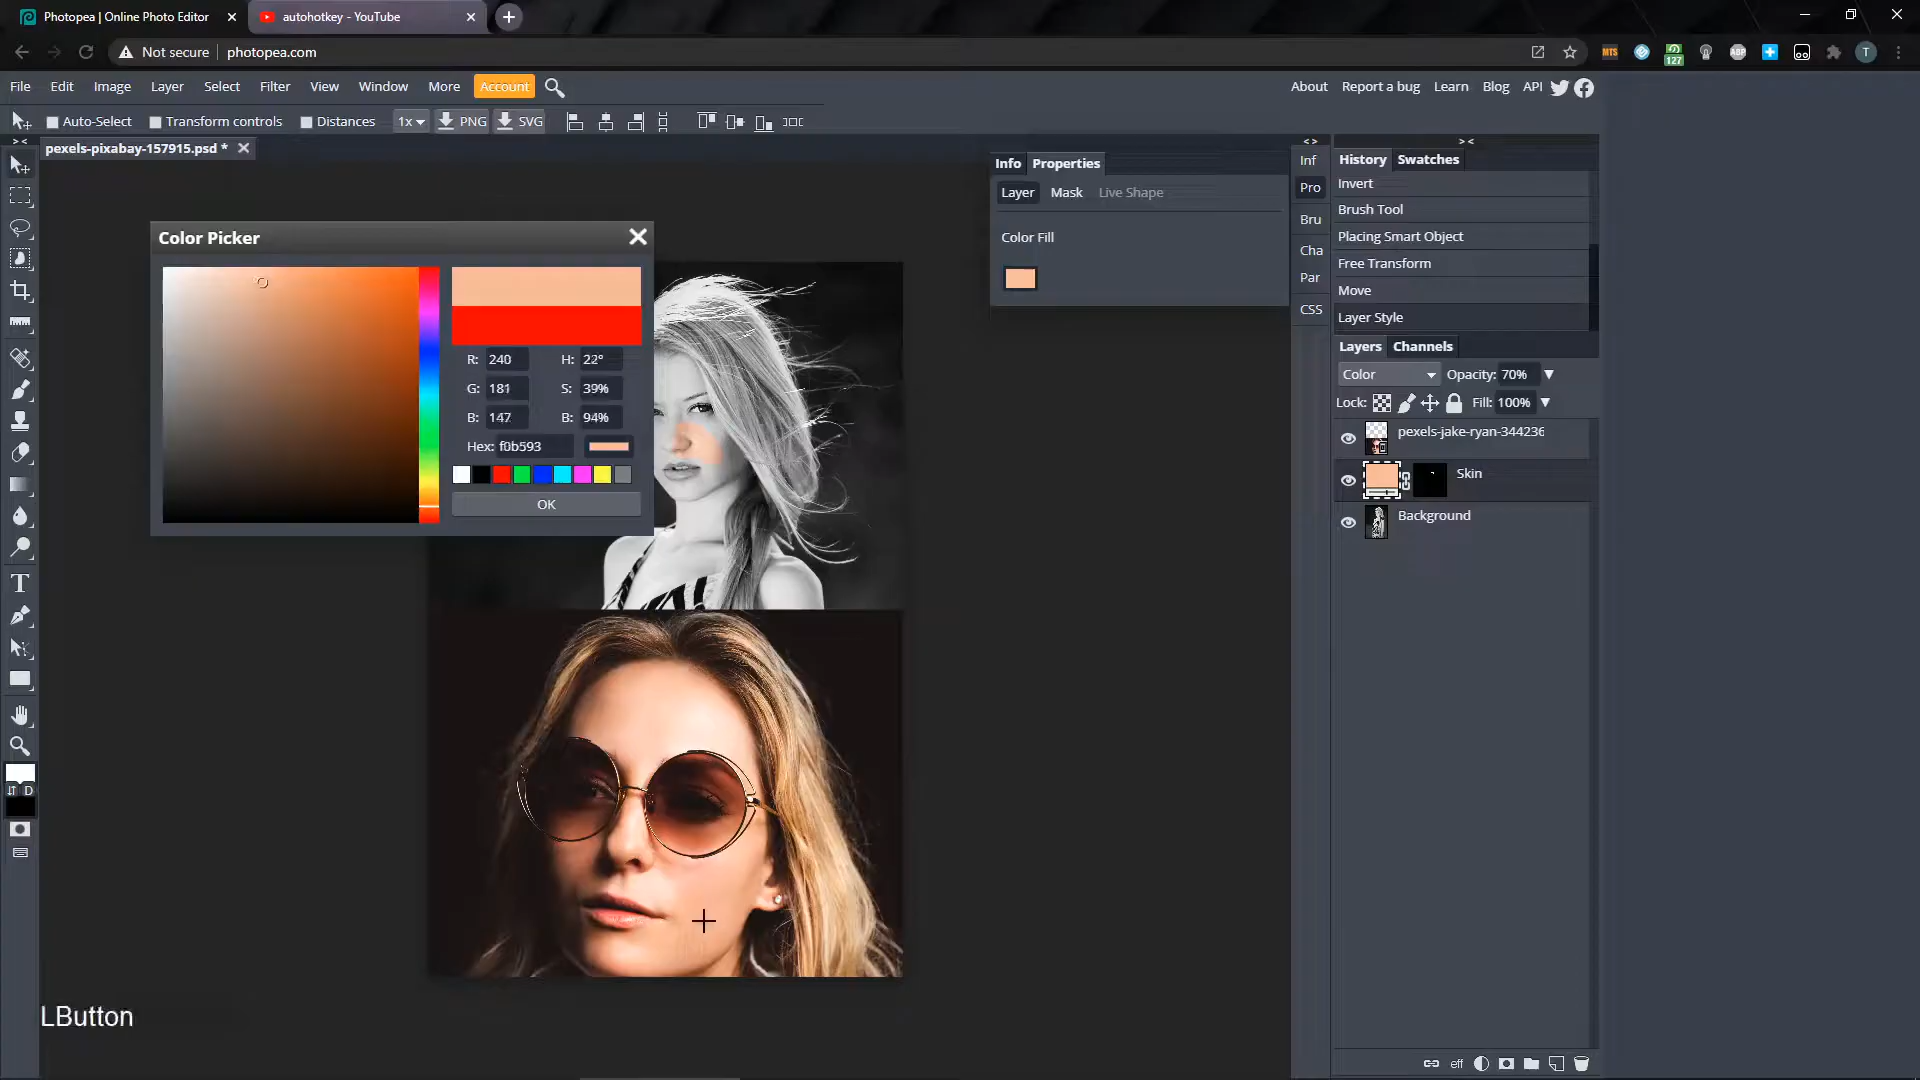 Photopea | Online Photo Editor
autohotkey - YouTube
Not secure photopea.com
MTS
127
ABP
T
File Edit Image Layer Select Filter View Window More Account
About Report a bug Learn Blog API
Auto-Select Transform controls Distances 1x PNG SVG
pexels-pixabay-157915.psd *
Info Properties
Layer Mask Live Shape
Color Fill
Inf
Pro
Bru
Cha
Par
CSS
History Swatches
Invert
Brush Tool
Placing Smart Object
Free Transform
Move
Layer Style
Layers Channels
Color Opacity: 70%
Lock: Fill: 100%
pexels-jake-ryan-344236
Skin
Background
eff
Color Picker
R: 240 H: 22°
G: 181 S: 39%
B: 147 B: 94%
Hex: f0b593
OK
T
D
LButton